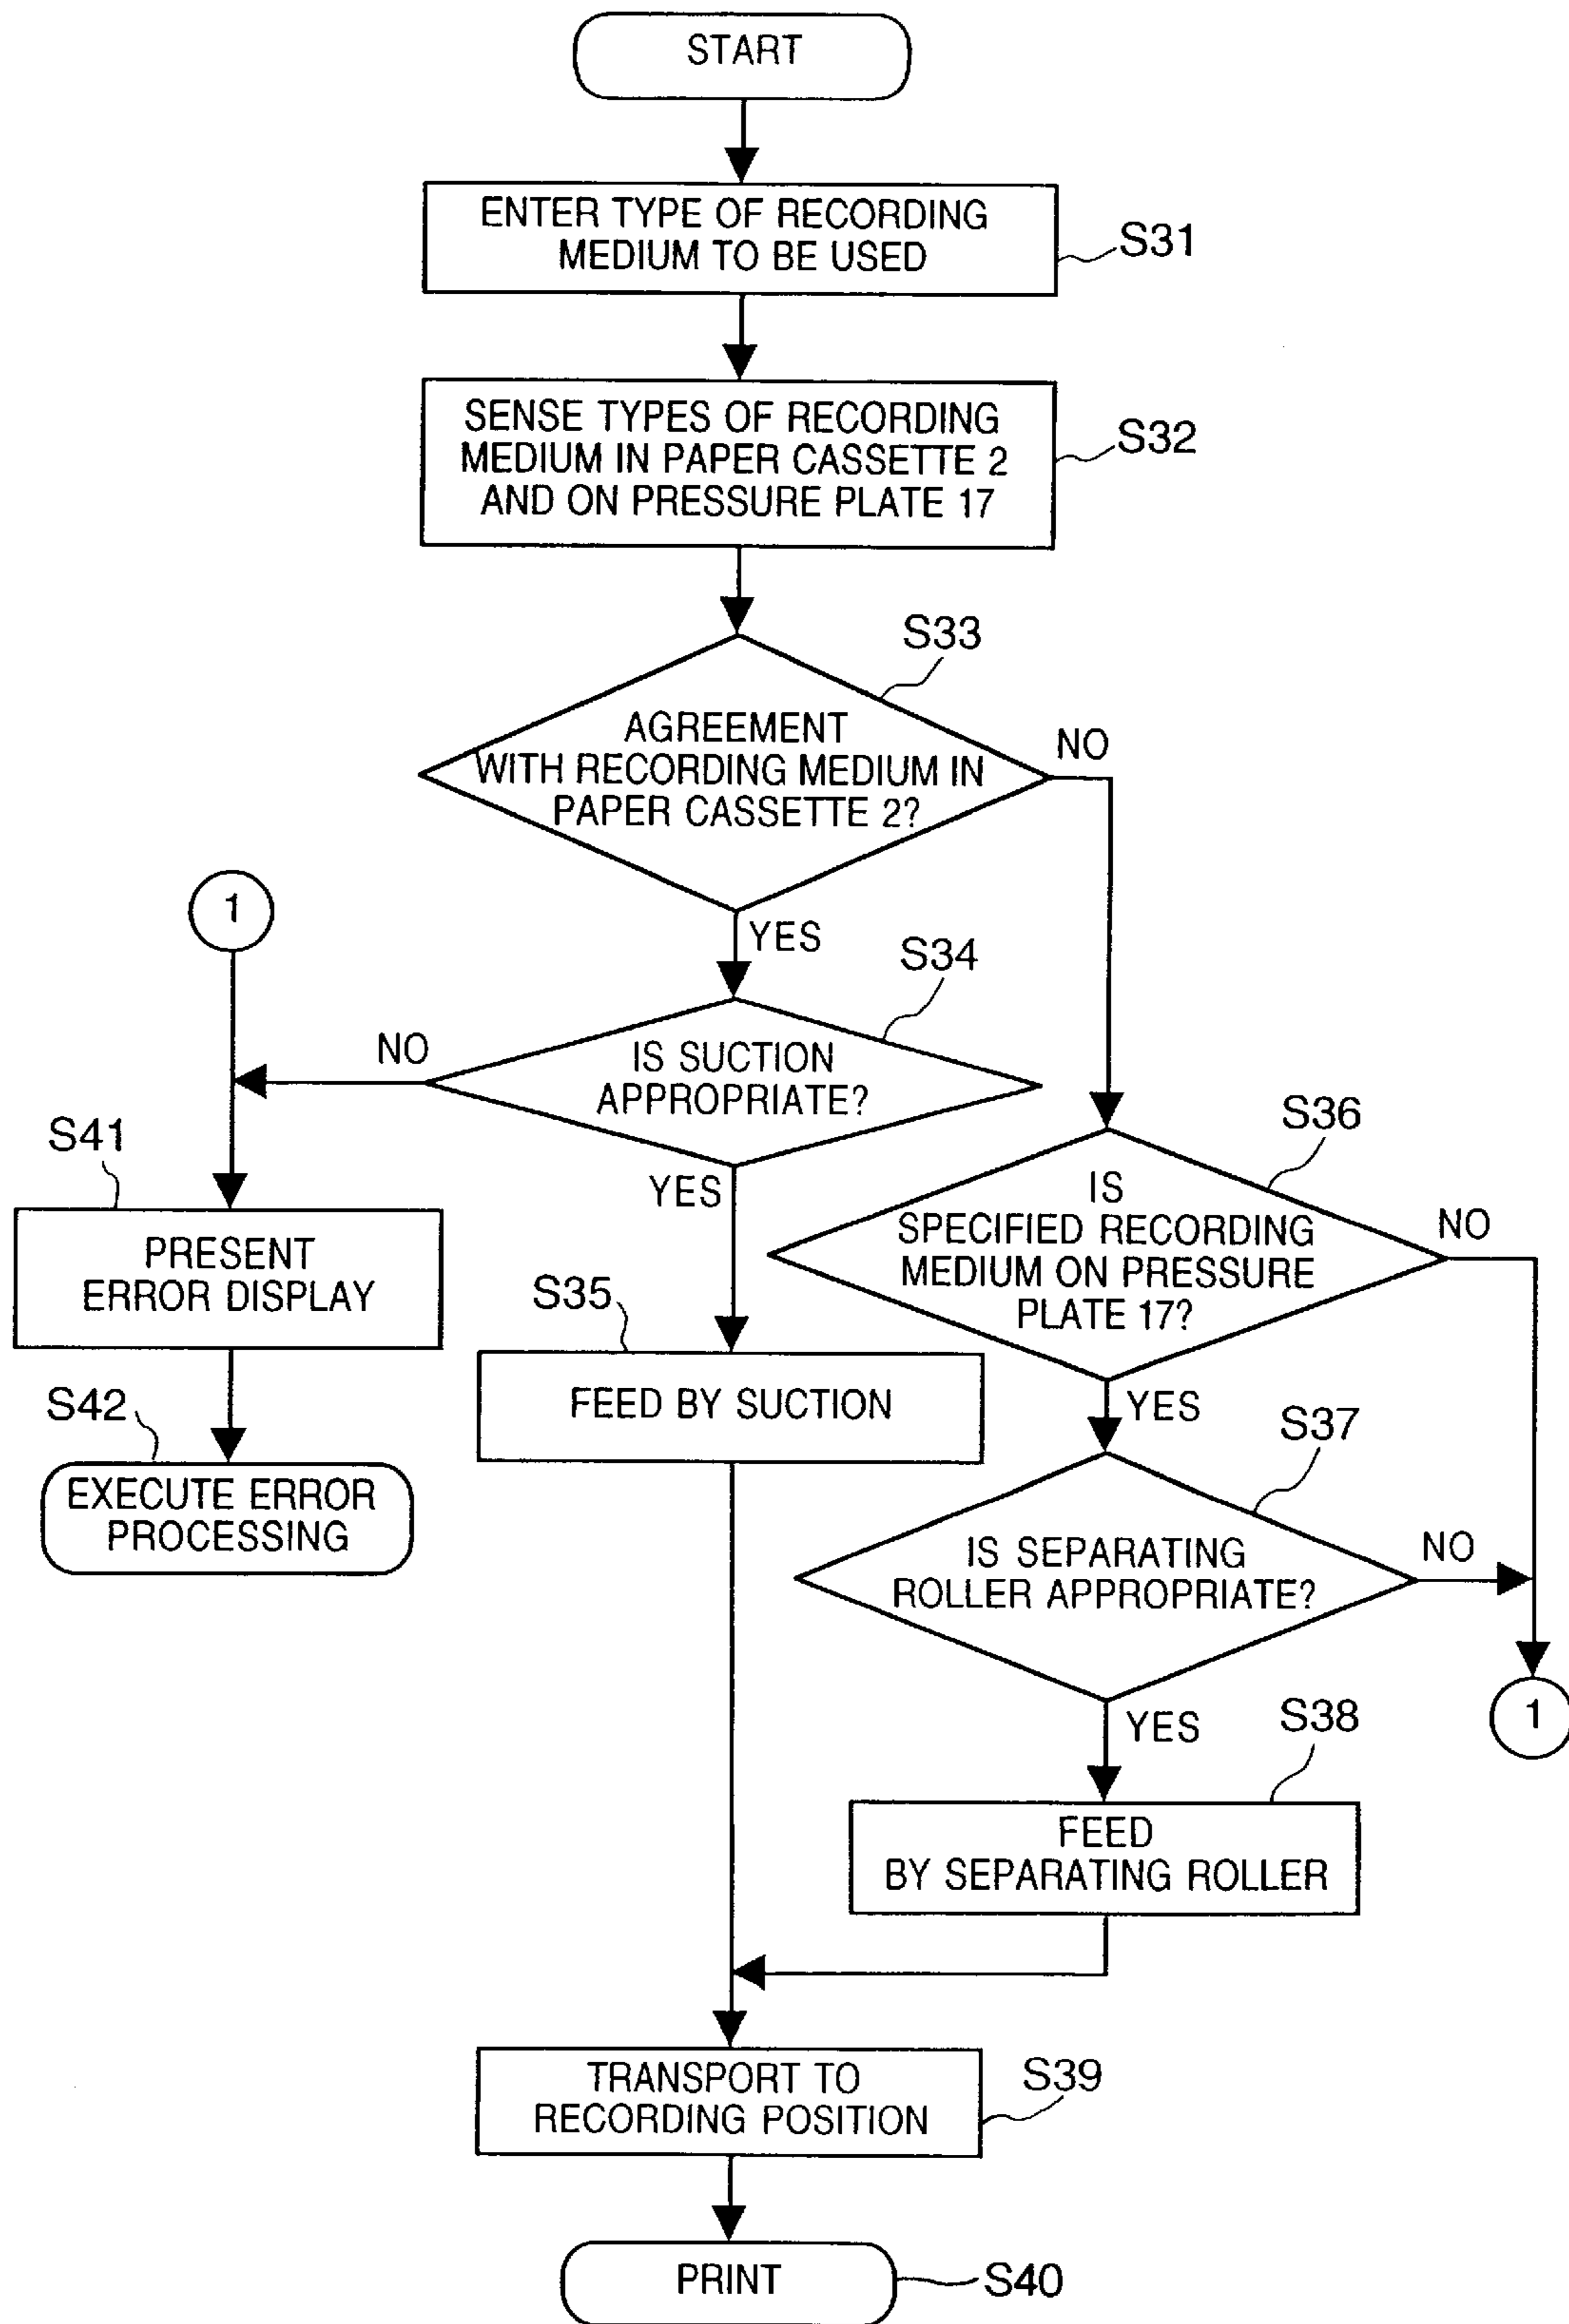 START
ENTER TYPE OF RECORDING
MEDIUM TO BE USED
S31
SENSE TYPES OF RECORDING
MEDIUM IN PAPER CASSETTE 2
AND ON PRESSURE PLATE 17
S32
S33
AGREEMENT
WITH RECORDING MEDIUM IN
PAPER CASSETTE 2?
NO
1
YES
S34
NO
IS SUCTION
APPROPRIATE?
S36
S41
YES
IS
SPECIFIED RECORDING
MEDIUM ON PRESSURE
PLATE 17?
NO
PRESENT
ERROR DISPLAY
S35
S42
FEED BY SUCTION
YES
S37
EXECUTE ERROR
PROCESSING
IS SEPARATING
ROLLER APPROPRIATE?
NO
1
YES
S38
FEED
BY SEPARATING ROLLER
TRANSPORT TO
RECORDING POSITION
S39
PRINT
S40